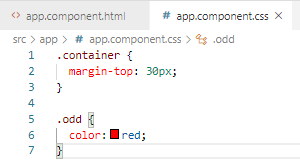 app.component.html # app.component.css ×
src > app > # app.component.css > .odd
1 .container {
2 margin-top: 30px;
3 }
4
5 .odd {
6 color: red;
7 }